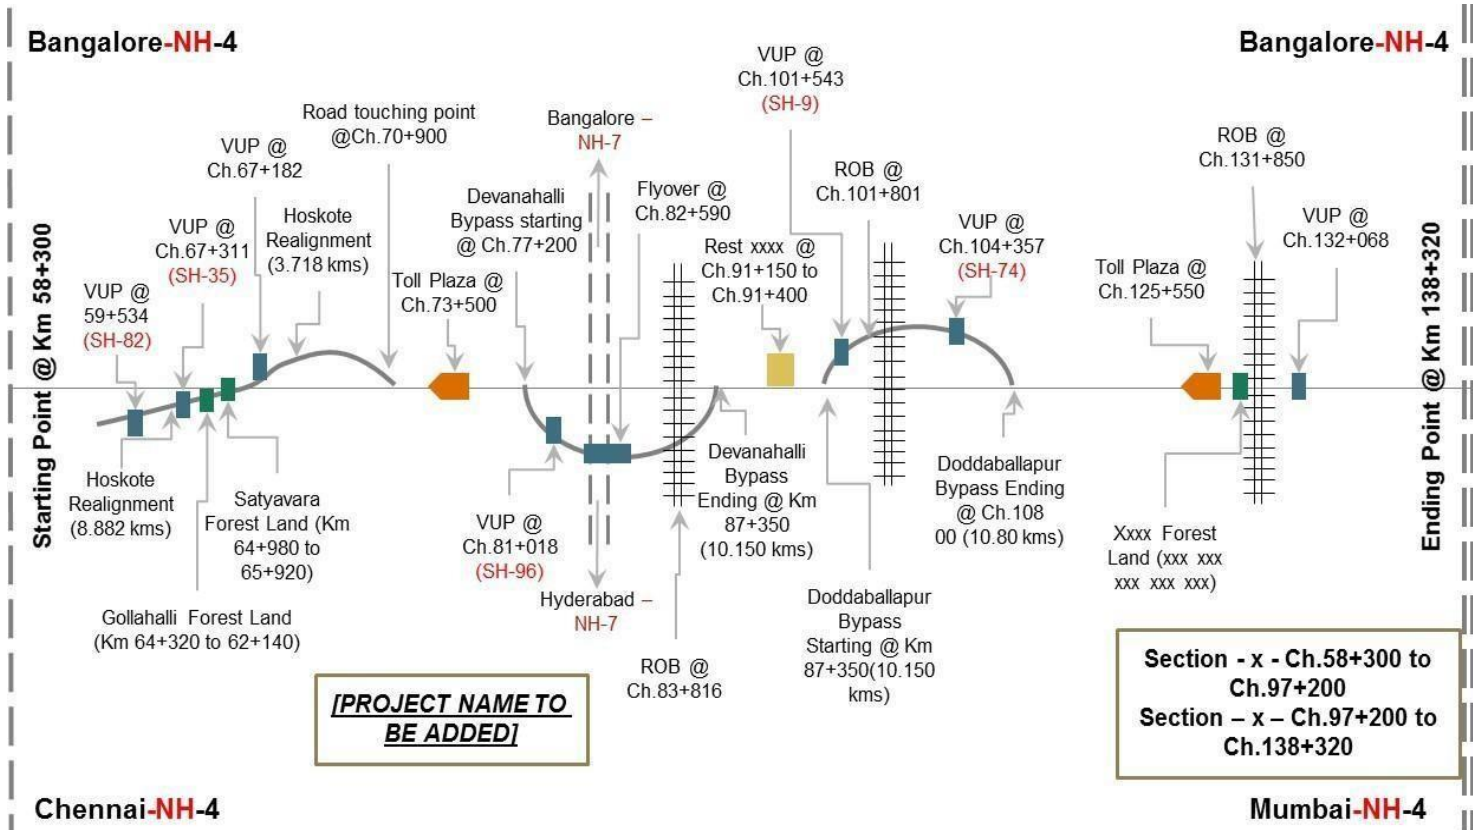 Bangalore-NH-4
Bangalore-NH-4
Starting Point @ Km 58+300
VUP @
59+534
(SH-82)
VUP @
Ch.67+311
(SH-35)
VUP @
Ch.67+182
Hoskote
Realignment
(3.718 kms)
Road touching point
@Ch.70+900
Toll Plaza @
Ch.73+500
Devanahalli
Bypass starting
@ Ch.77+200
Bangalore –
NH-7
Flyover @
Ch.82+590
Rest xxxx @
Ch.91+150 to
Ch.91+400
VUP @
Ch.101+543
(SH-9)
ROB @
Ch.101+801
VUP @
Ch.104+357
(SH-74)
Toll Plaza @
Ch.125+550
ROB @
Ch.131+850
VUP @
Ch.132+068
Ending Point @ Km 138+320
Hoskote
Realignment
(8.882 kms)
Satyavara
Forest Land (Km
64+980 to
65+920)
Gollahalli Forest Land
(Km 64+320 to 62+140)
VUP @
Ch.81+018
(SH-96)
Hyderabad –
NH-7
ROB @
Ch.83+816
Devanahalli
Bypass
Ending @ Km
87+350
(10.150 kms)
Doddaballapur
Bypass
Starting @ Km
87+350(10.150
kms)
Doddaballapur
Bypass Ending
@ Ch.108
00 (10.80 kms)
Xxxx Forest
Land (xxx xxx
xxx xxx xxx)
[PROJECT NAME TO
BE ADDED]
Section - x - Ch.58+300 to
Ch.97+200
Section – x – Ch.97+200 to
Ch.138+320
Chennai-NH-4
Mumbai-NH-4